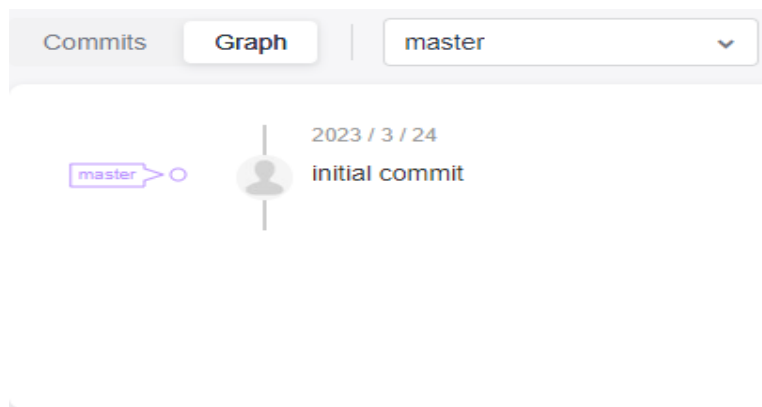 Commits Graph master
2023 / 3 / 24
master initial commit